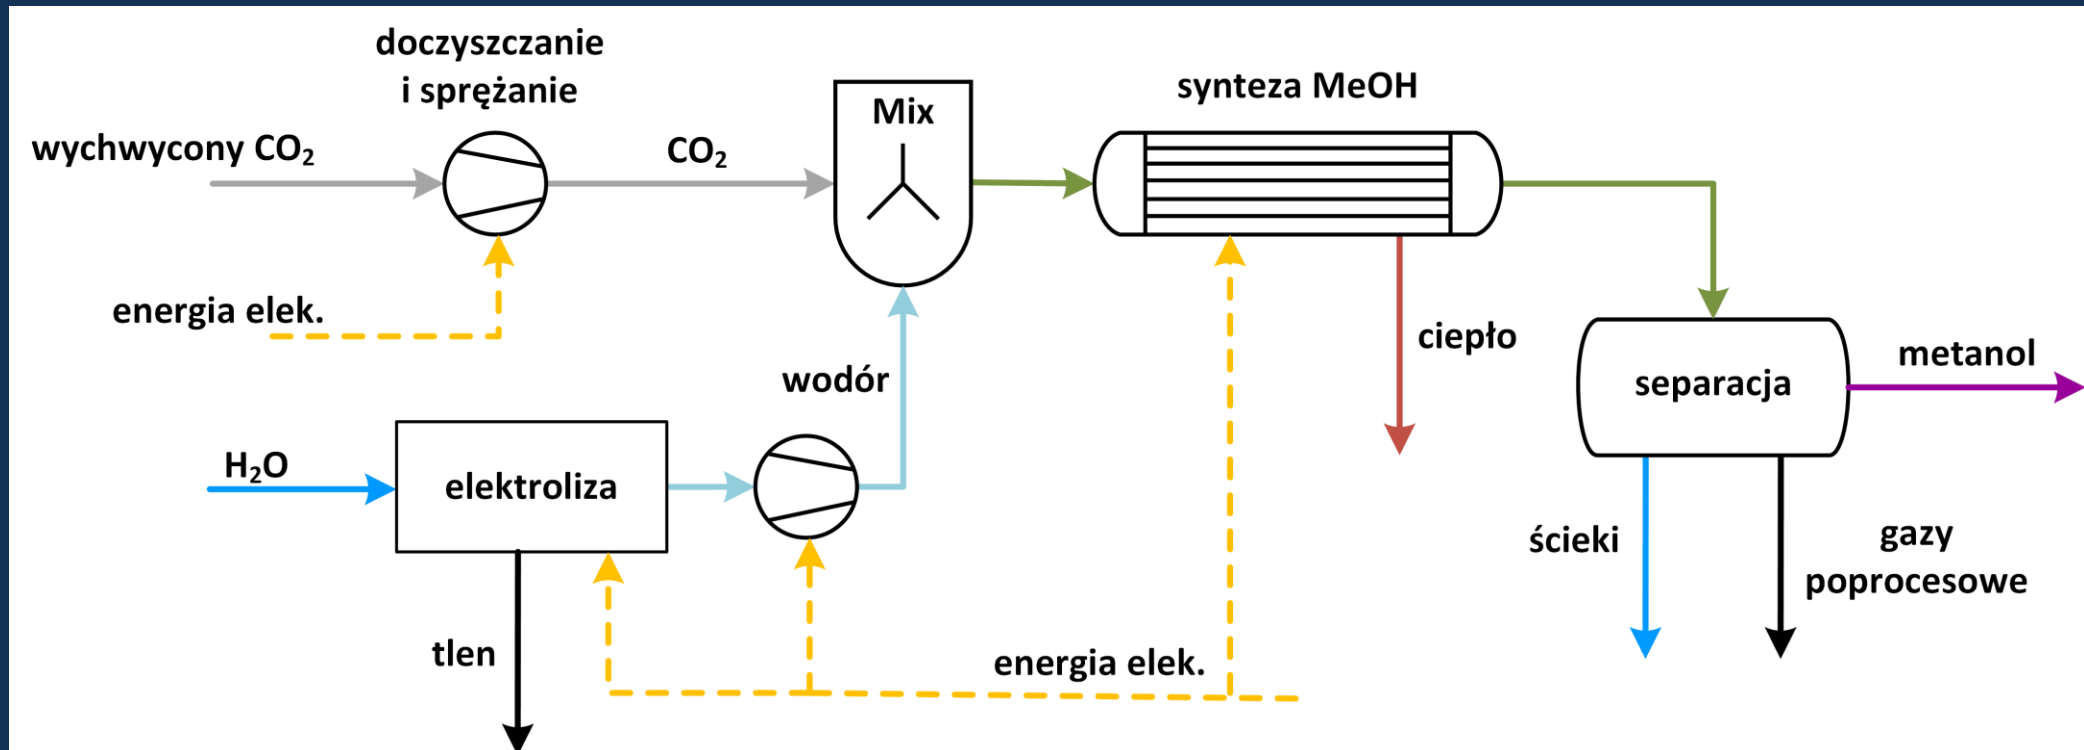 doczyszczanie
i sprężanie
wychwycony CO₂
CO₂
Mix
synteza MeOH
energia elek.
wodór
ciepło
separacja
metanol
H₂O
elektroliza
tlen
energia elek.
ścieki
gazy
poprocesowe